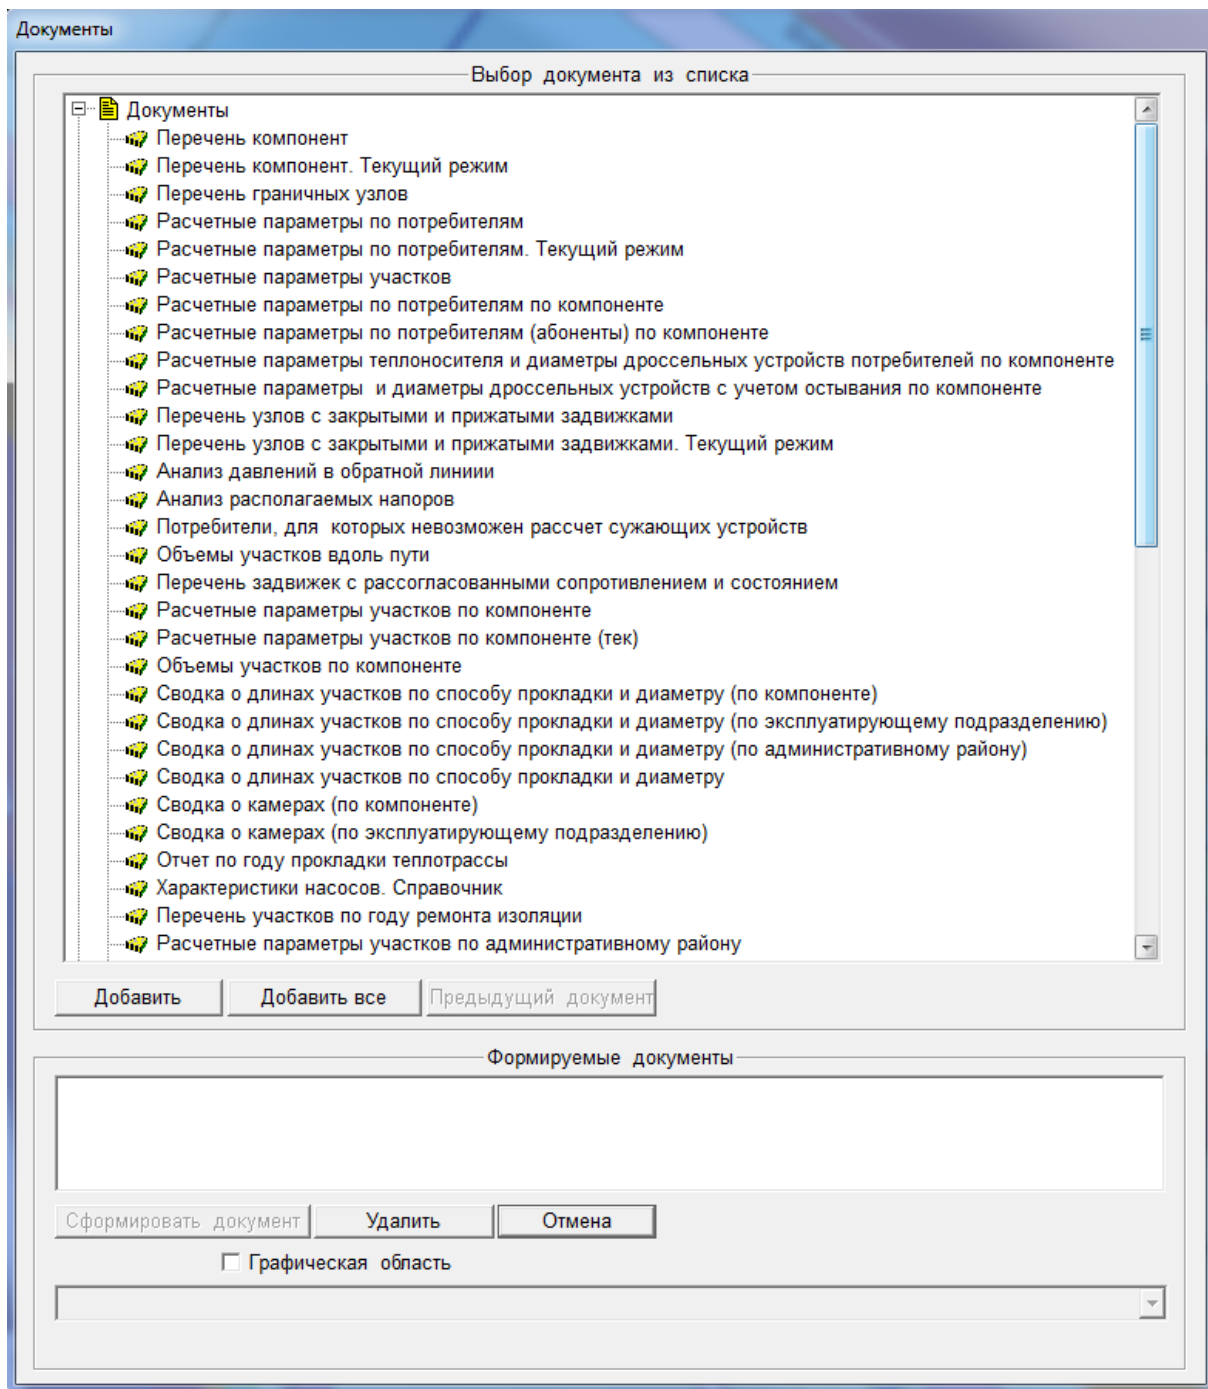 Документы
Выбор документа из списка
Документы
Перечень компонент
Перечень компонент. Текущий режим
Перечень граничных узлов
Расчетные параметры по потребителям
Расчетные параметры по потребителям. Текущий режим
Расчетные параметры участков
Расчетные параметры по потребителям по компоненте
Расчетные параметры по потребителям (абоненты) по компоненте
Расчетные параметры теплоносителя и диаметры дроссельных устройств потребителей по компоненте
Расчетные параметры  и диаметры дроссельных устройств с учетом остывания по компоненте
Перечень узлов с закрытыми и прижатыми задвижками
Перечень узлов с закрытыми и прижатыми задвижками. Текущий режим
Анализ давлений в обратной линиии
Анализ располагаемых напоров
Потребители, для  которых невозможен рассчет сужающих устройств
Объемы участков вдоль пути
Перечень задвижек с рассогласованными сопротивлением и состоянием
Расчетные параметры участков по компоненте
Расчетные параметры участков по компоненте (тек)
Объемы участков по компоненте
Сводка о длинах участков по способу прокладки и диаметру (по компоненте)
Сводка о длинах участков по способу прокладки и диаметру (по эксплуатирующему подразделению)
Сводка о длинах участков по способу прокладки и диаметру (по административному району)
Сводка о длинах участков по способу прокладки и диаметру
Сводка о камерах (по компоненте)
Сводка о камерах (по эксплуатирующему подразделению)
Отчет по году прокладки теплотрассы
Характеристики насосов. Справочник
Перечень участков по году ремонта изоляции
Расчетные параметры участков по административному району
Добавить Добавить все Предыдущий документ
Формируемые документы
Сформировать документ Удалить Отмена
Графическая область